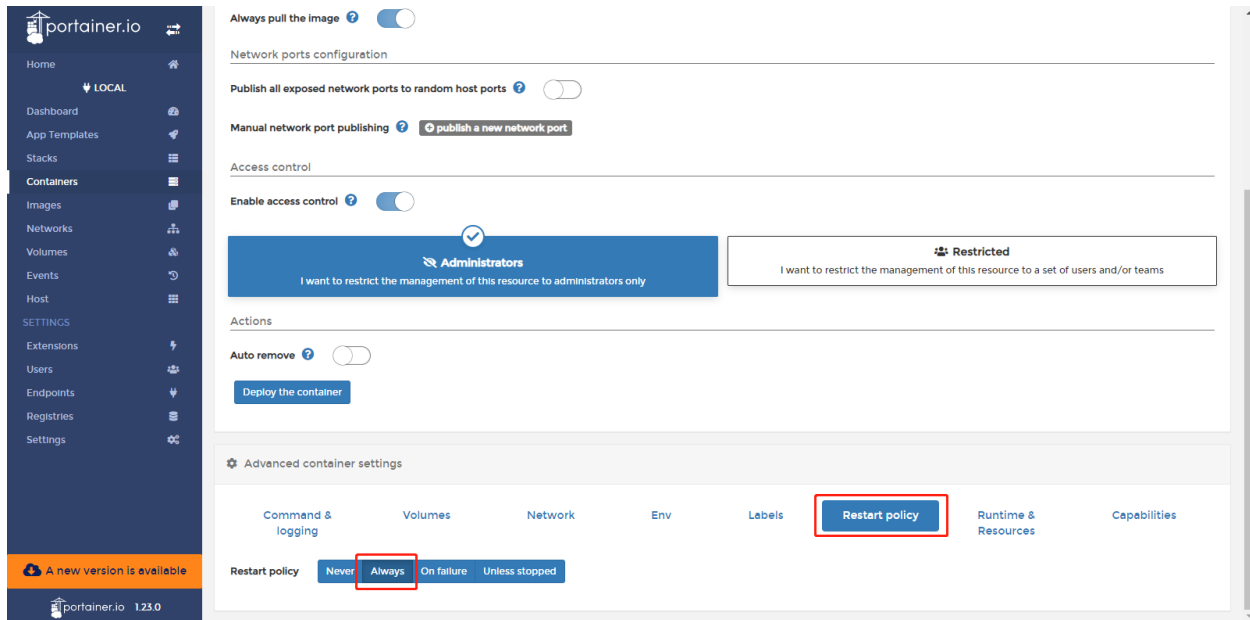 portainer.io
Home
LOCAL
Dashboard
App Templates
Stacks
Containers
Images
Networks
Volumes
Events
Host
SETTINGS
Extensions
Users
Endpoints
Registries
Settings
A new version is available
portainer.io 1.23.0
Always pull the image
Network ports configuration
Publish all exposed network ports to random host ports
Manual network port publishing publish a new network port
Access control
Enable access control
Administrators
I want to restrict the management of this resource to administrators only
Restricted
I want to restrict the management of this resource to a set of users and/or teams
Actions
Auto remove
Deploy the container
Advanced container settings
Command &
logging
Volumes
Network
Env
Labels
Restart policy
Runtime &
Resources
Capabilities
Restart policy Never Always On failure Unless stopped